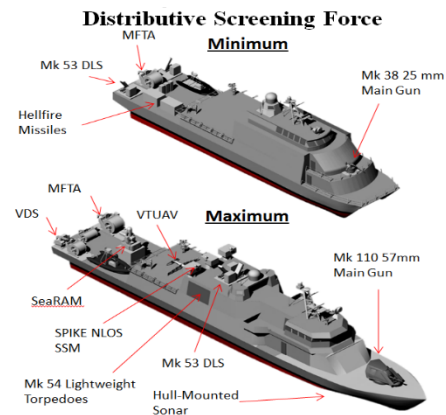 Distributive Screening Force
Minimum
MFTA
Mk 53 DLS
Mk 38 25 mm
Main Gun
Hellfire
Missiles
Maximum
MFTA
VDS
VTUAV
Mk 110 57mm
Main Gun
SeaRAM
SPIKE NLOS
SSM
Mk 53 DLS
Mk 54 Lightweight
Torpedoes
Hull-Mounted
Sonar